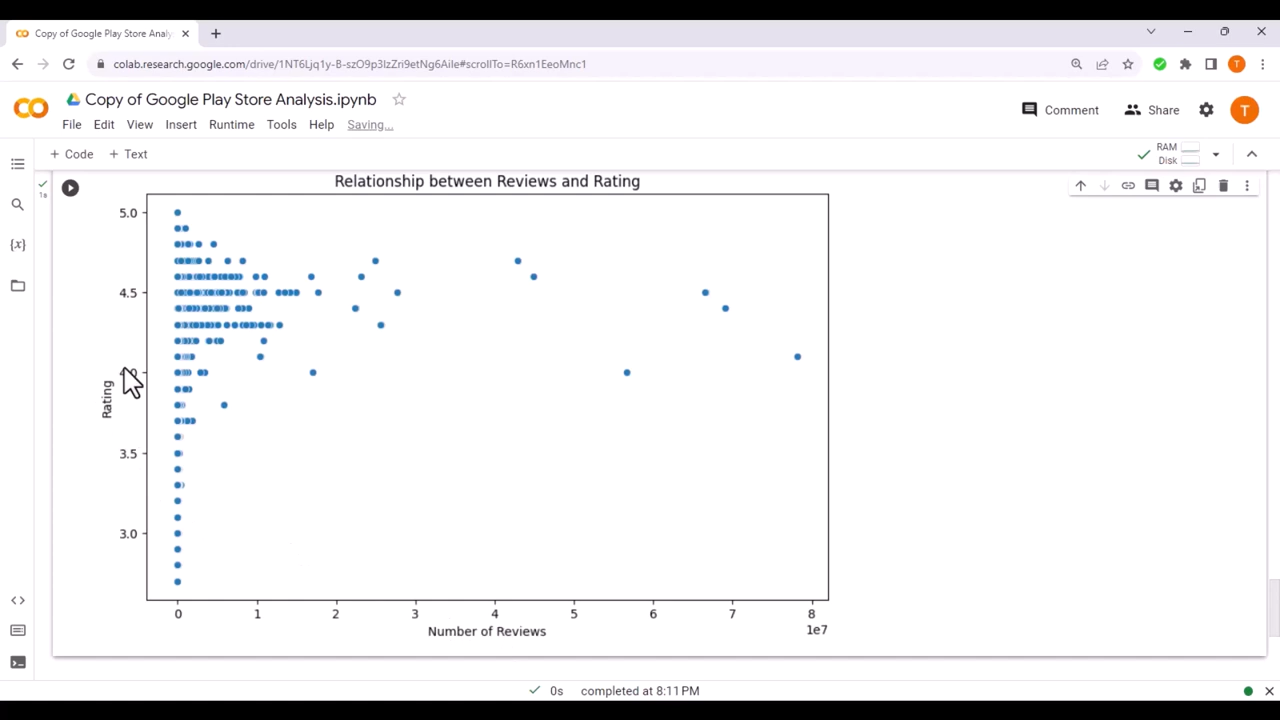 Copy of Google Play Store Analy
colab.research.google.com/drive/1NT6Ljq1y-B-szO9p3lzZri9etNg6Aile#scrollTo=R6xn1EeoMnc1
T
Copy of Google Play Store Analysis.ipynb
File Edit View Insert Runtime Tools Help Saving...
Comment Share T
+ Code + Text
RAM
Disk
1s
Relationship between Reviews and Rating
5.0
4.5
3.5
3.0
Rating
0 1 2 3 4 5 6 7 8
1e7
Number of Reviews
0s completed at 8:11 PM